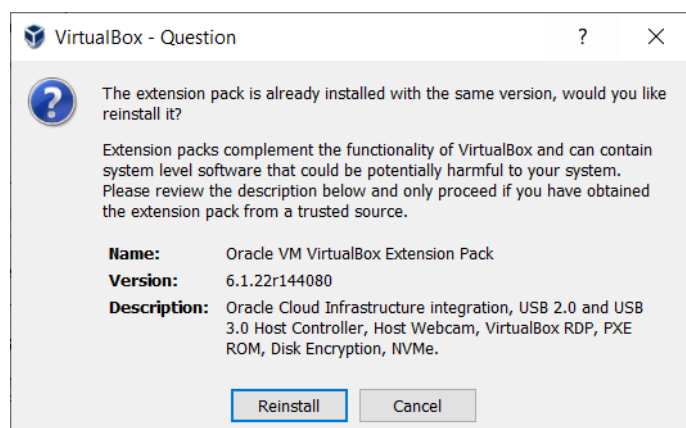 VirtualBox - Question
?
The extension pack is already installed with the same version, would you like
reinstall it?
Extension packs complement the functionality of VirtualBox and can contain
system level software that could be potentially harmful to your system.
Please review the description below and only proceed if you have obtained
the extension pack from a trusted source.
Name: Oracle VM VirtualBox Extension Pack
Version: 6.1.22r144080
Description: Oracle Cloud Infrastructure integration, USB 2.0 and USB
3.0 Host Controller, Host Webcam, VirtualBox RDP, PXE
ROM, Disk Encryption, NVMe.
Reinstall Cancel